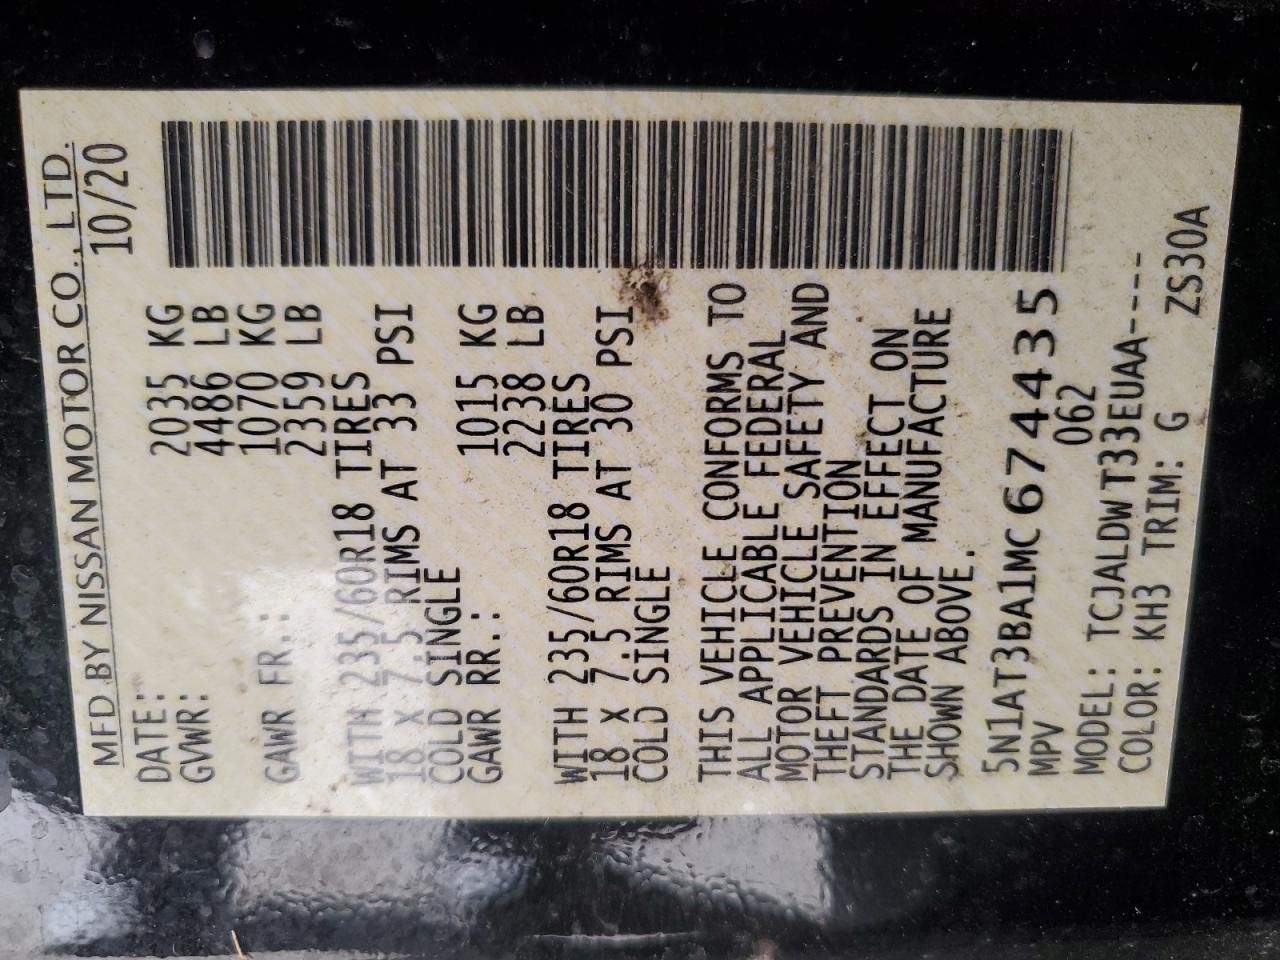 MFD BY NISSAN MOTOR CO., LTD.
DATE: 10/20
GVWR: 2035 KG
4486 LB
GAWR FR.: 1070 KG
2359 LB
WITH 235/60R18 TIRES
18 X 7.5 RIMS AT 33 PSI
COLD SINGLE
GAWR RR.: 1015 KG
2238 LB
WITH 235/60R18 TIRES
18 X 7.5 RIMS AT 30 PSI
COLD SINGLE
THIS VEHICLE CONFORMS TO
ALL APPLICABLE FEDERAL
MOTOR VEHICLE SAFETY AND
THEFT PREVENTION
STANDARDS IN EFFECT ON
THE DATE OF MANUFACTURE
SHOWN ABOVE.
5N1AT3BA1MC674435
MPV 062
MODEL: TCJALDWT33EUAA----
COLOR: KH3 TRIM: G ZS30A